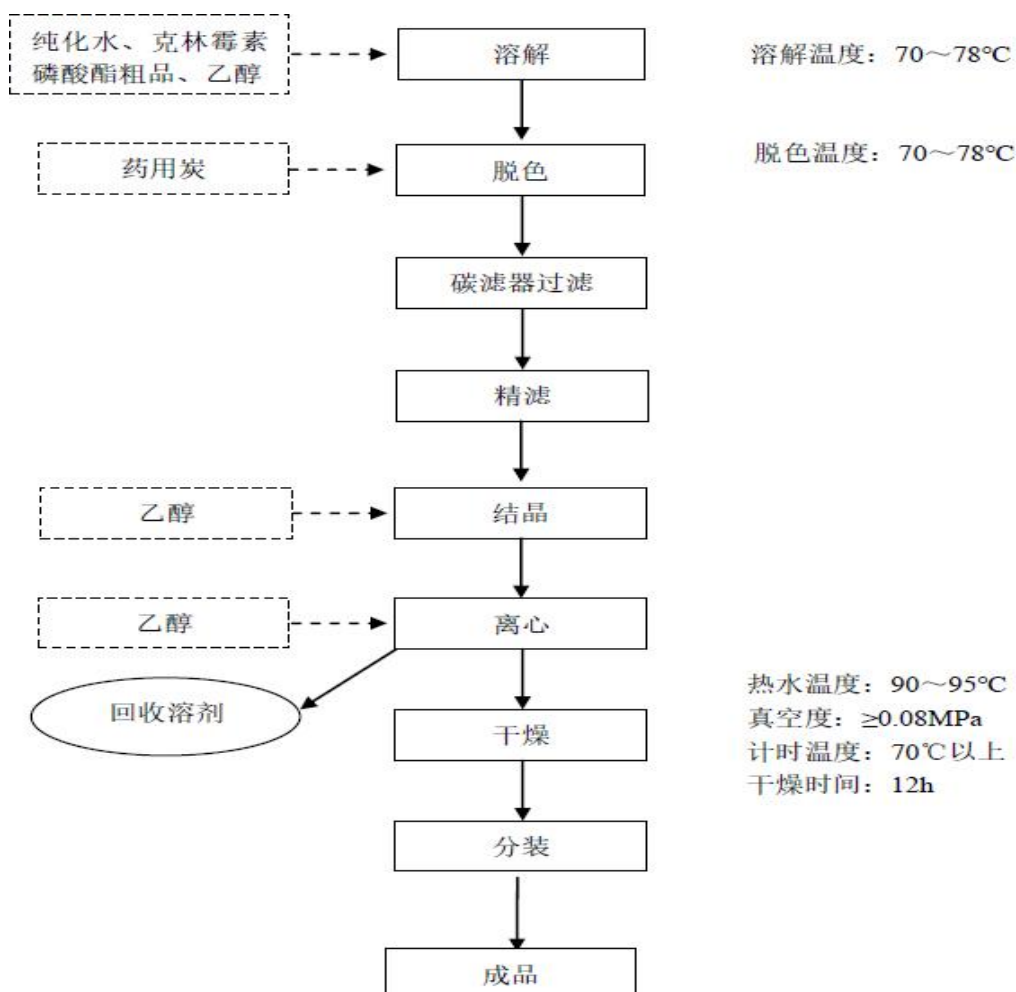 纯化水、克林霉素
磷酸酯粗品、乙醇
溶解
溶解温度：70～78℃
药用炭
脱色
脱色温度：70～78℃
碳滤器过滤
精滤
乙醇
结晶
乙醇
离心
回收溶剂
干燥
热水温度：90～95℃
真空度：≥0.08MPa
计时温度：70℃以上
干燥时间：12h
分装
成品